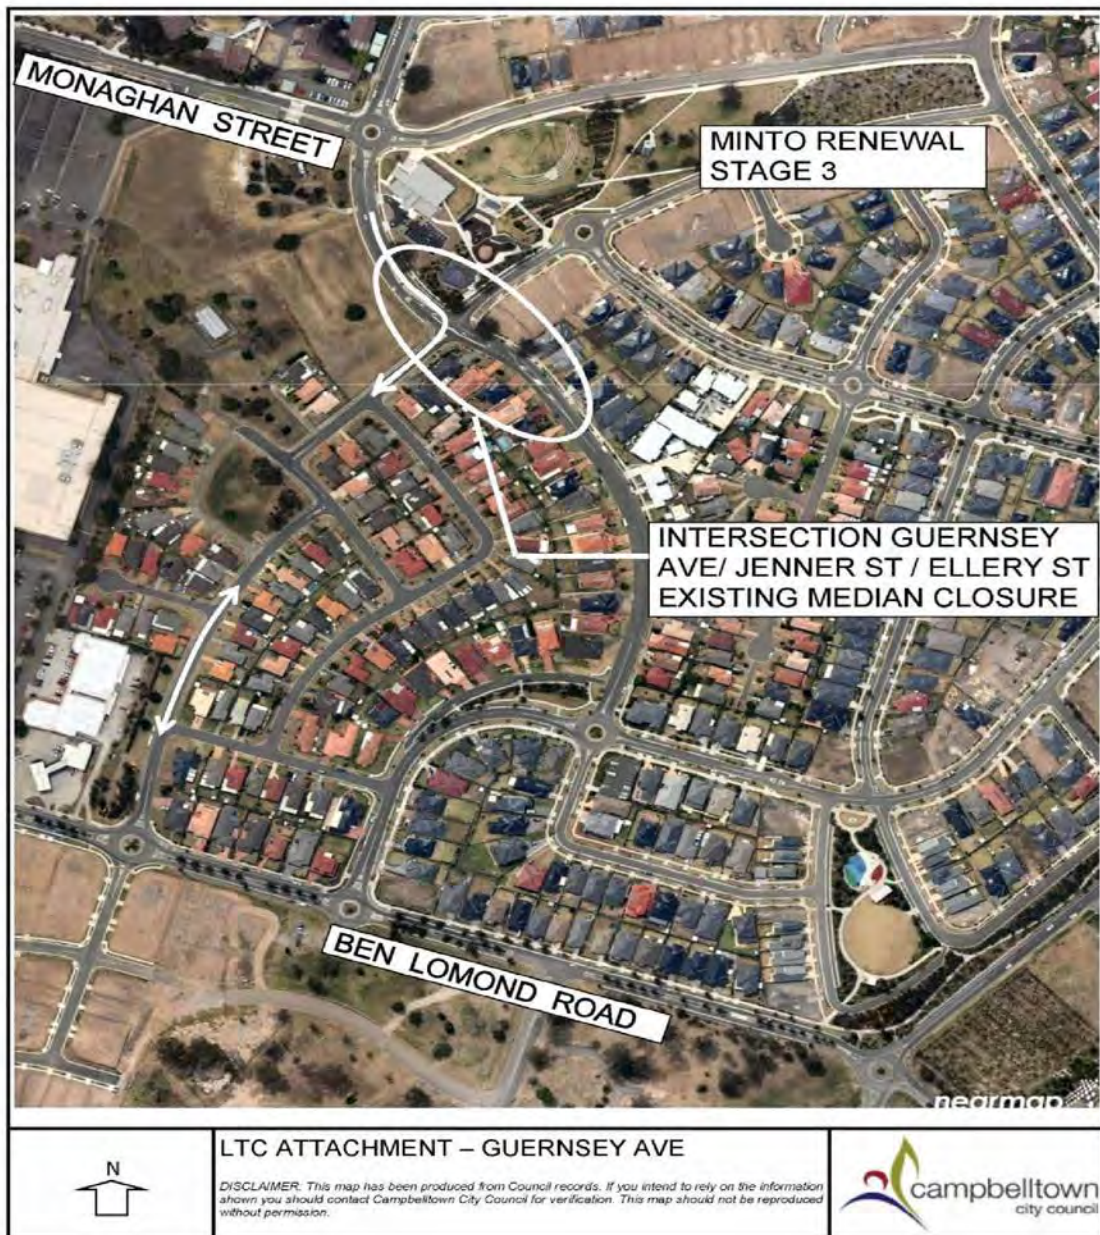 MONAGHAN STREET
MINTO RENEWAL
STAGE 3
INTERSECTION GUERNSEY
AVE/ JENNER ST / ELLERY ST
EXISTING MEDIAN CLOSURE
BEN LOMOND ROAD
nearmap
N
LTC ATTACHMENT – GUERNSEY AVE
DISCLAIMER: This map has been produced from Council records. If you intend to rely on the information
shown you should contact Campbelltown City Council for verification. This map should not be reproduced
without permission.
campbelltown
city council